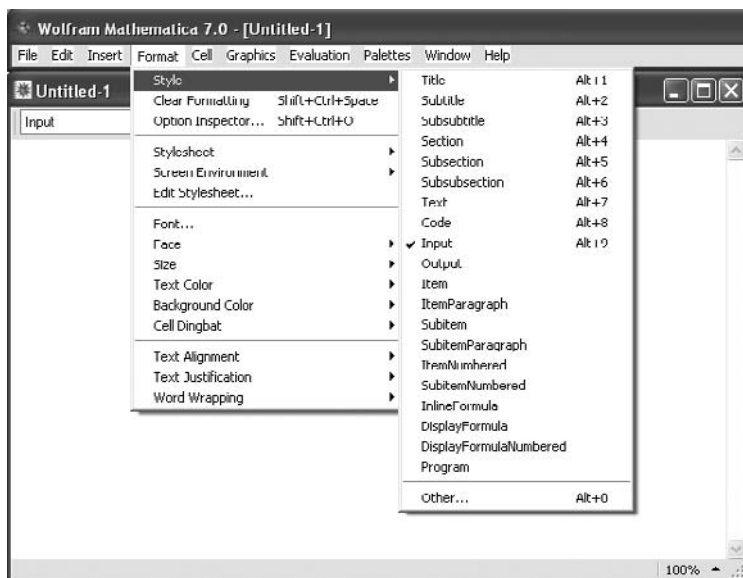 Wolfram Mathematica 7.0 - [Untitled-1]
File Edit Insert Format Cell Graphics Evaluation Palettes Window Help
Untitled-1
Input
Style
Clear Formatting Shift+Ctrl+Space
Option Inspector... Shift+Ctrl+O
Stylesheet
Screen Environment
Edit Stylesheet...
Font...
Face
Size
Text Color
Background Color
Cell Dingbat
Text Alignment
Text Justification
Word Wrapping
Title Alt+1
Subtitle Alt+2
Subsubtitle Alt+3
Section Alt+4
Subsection Alt+5
Subsubsection Alt+6
Text Alt+7
Code Alt+8
Input Alt+9
Output
Item
ItemParagraph
Subitem
SubitemParagraph
ItemNumbered
SubitemNumbered
InlineFormula
DisplayFormula
DisplayFormulaNumbered
Program
Other... Alt+0
100%